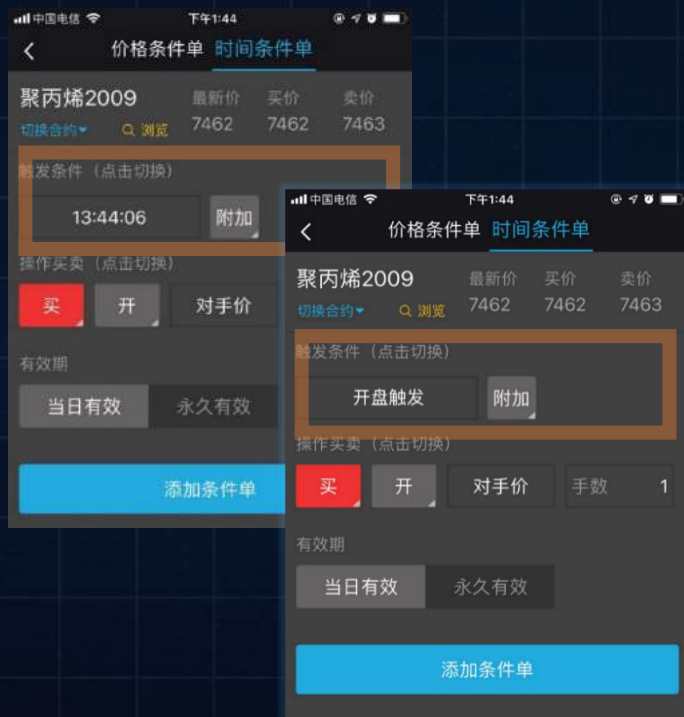 中国电信 下午1:44
价格条件单 时间条件单
聚丙烯2009 最新价 买价 卖价
切换合约 浏览 7462 7462 7463
触发条件（点击切换）
13:44:06 附加
操作买卖（点击切换）
买 开 对手价
有效期
当日有效 永久有效
添加条件单
中国电信 下午1:44
价格条件单 时间条件单
聚丙烯2009 最新价 买价 卖价
切换合约 浏览 7462 7462 7463
触发条件（点击切换）
开盘触发 附加
操作买卖（点击切换）
买 开 对手价 手数 1
有效期
当日有效 永久有效
添加条件单